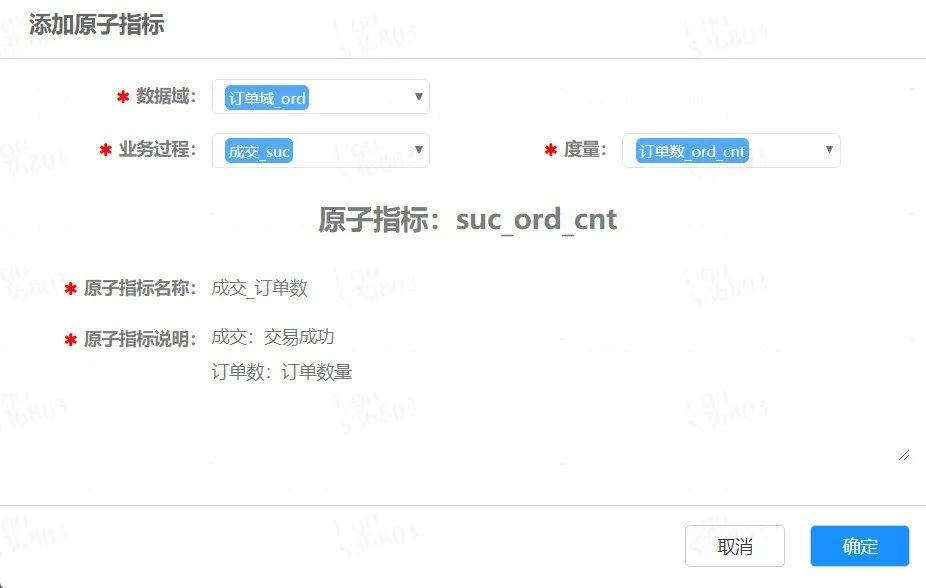 添加原子指标
* 数据域： 订单域_ord
* 业务过程： 成交_suc * 度量： 订单数_ord_cnt
原子指标：suc_ord_cnt
* 原子指标名称： 成交_订单数
* 原子指标说明： 成交：交易成功
订单数：订单数量
取消 确定